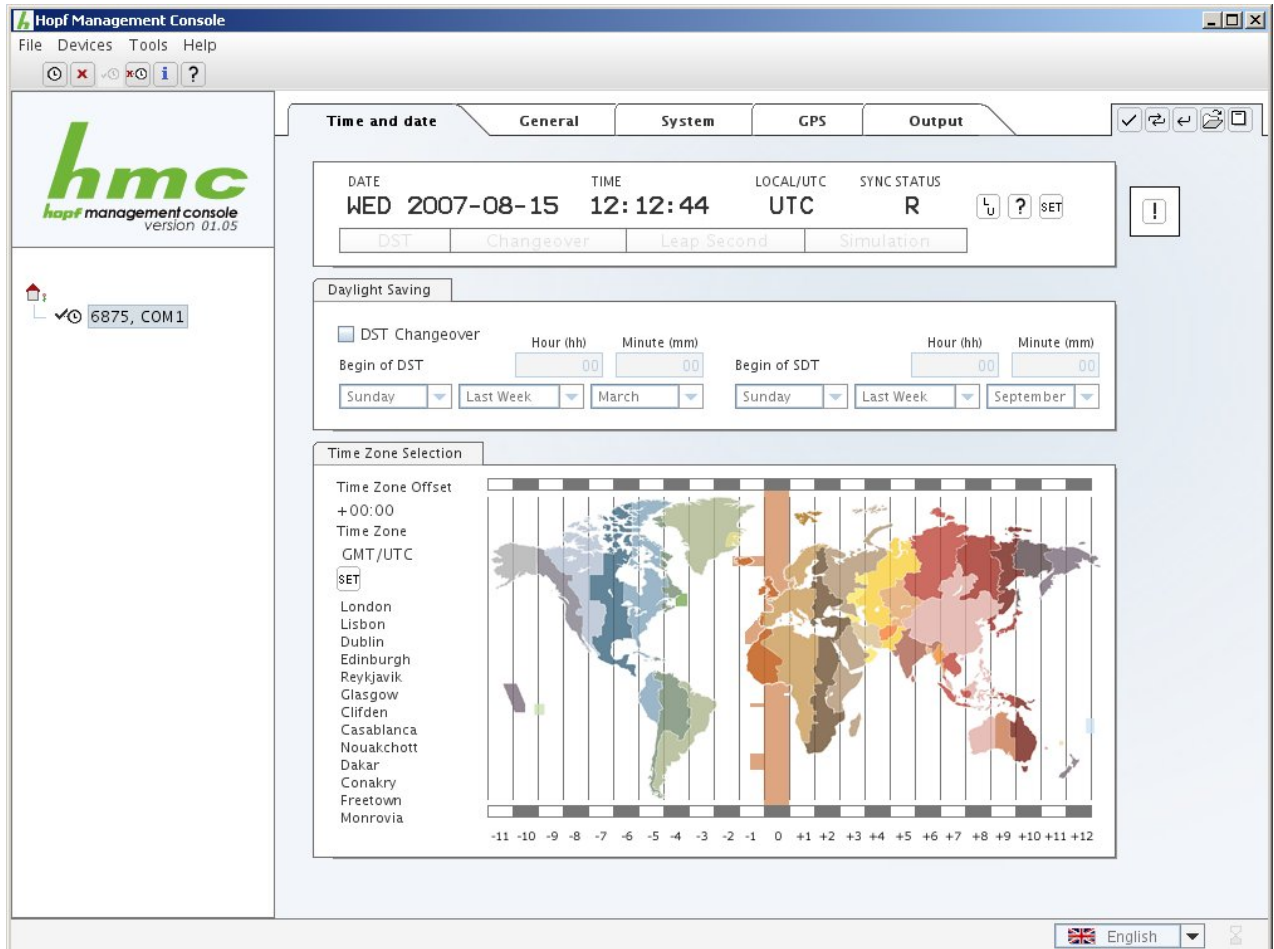 Hopf Management Console
File Devices Tools Help
hmc
hopf management console
version 01.05
6875, COM1
Time and date General System GPS Output
DATE TIME LOCAL/UTC SYNC STATUS
WED 2007-08-15 12:12:44 UTC R L U ? SET !
DST Changeover Leap Second Simulation
Daylight Saving
DST Changeover
Hour (hh) Minute (mm) Hour (hh) Minute (mm)
Begin of DST 00 00 Begin of SDT 00 00
Sunday Last Week March Sunday Last Week September
Time Zone Selection
Time Zone Offset
+00:00
Time Zone
GMT/UTC
SET
London
Lisbon
Dublin
Edinburgh
Reykjavik
Glasgow
Clifden
Casablanca
Nouakchott
Dakar
Conakry
Freetown
Monrovia
-11 -10 -9 -8 -7 -6 -5 -4 -3 -2 -1 0 +1 +2 +3 +4 +5 +6 +7 +8 +9 +10 +11 +12
English